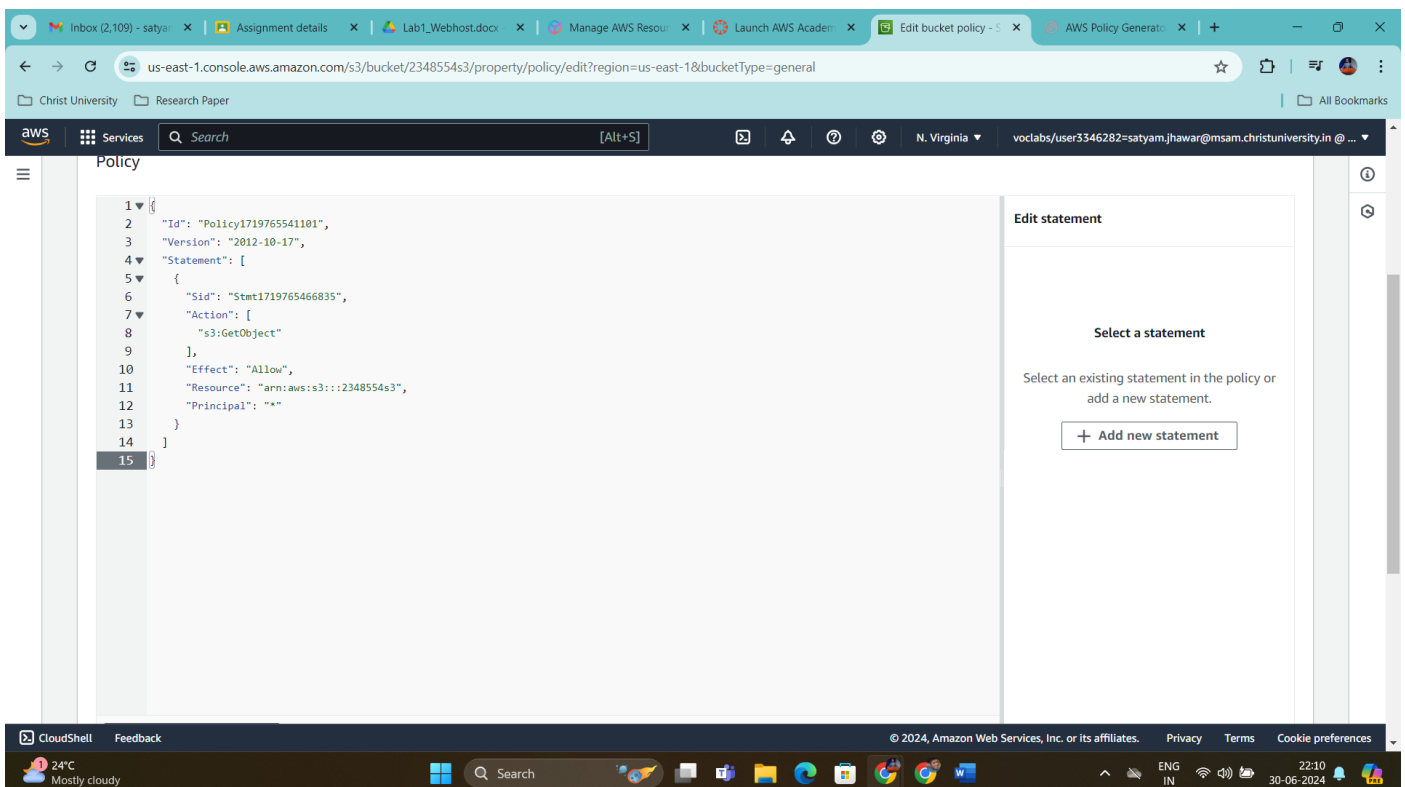 Inbox (2,109) - satyar
Assignment details
Lab1_Webhost.docx
Manage AWS Resour
Launch AWS Academ
Edit bucket policy - S
AWS Policy Generato
us-east-1.console.aws.amazon.com/s3/bucket/2348554s3/property/policy/edit?region=us-east-1&bucketType=general
Christ University
Research Paper
All Bookmarks
aws
Services
Search
[Alt+S]
N. Virginia
voclabs/user3346282=satyam.jhawar@msam.christuniversity.in @ ...
Policy
1 {
2 "Id": "Policy1719765541101",
3 "Version": "2012-10-17",
4 "Statement": [
5 {
6 "Sid": "Stmt1719765466835",
7 "Action": [
8 "s3:GetObject"
9 ],
10 "Effect": "Allow",
11 "Resource": "arn:aws:s3:::2348554s3",
12 "Principal": "*"
13 }
14 ]
15 }
Edit statement
Select a statement
Select an existing statement in the policy or
add a new statement.
+ Add new statement
CloudShell
Feedback
© 2024, Amazon Web Services, Inc. or its affiliates.
Privacy
Terms
Cookie preferences
1
24°C
Mostly cloudy
Search
ENG
IN
22:10
30-06-2024
PRE